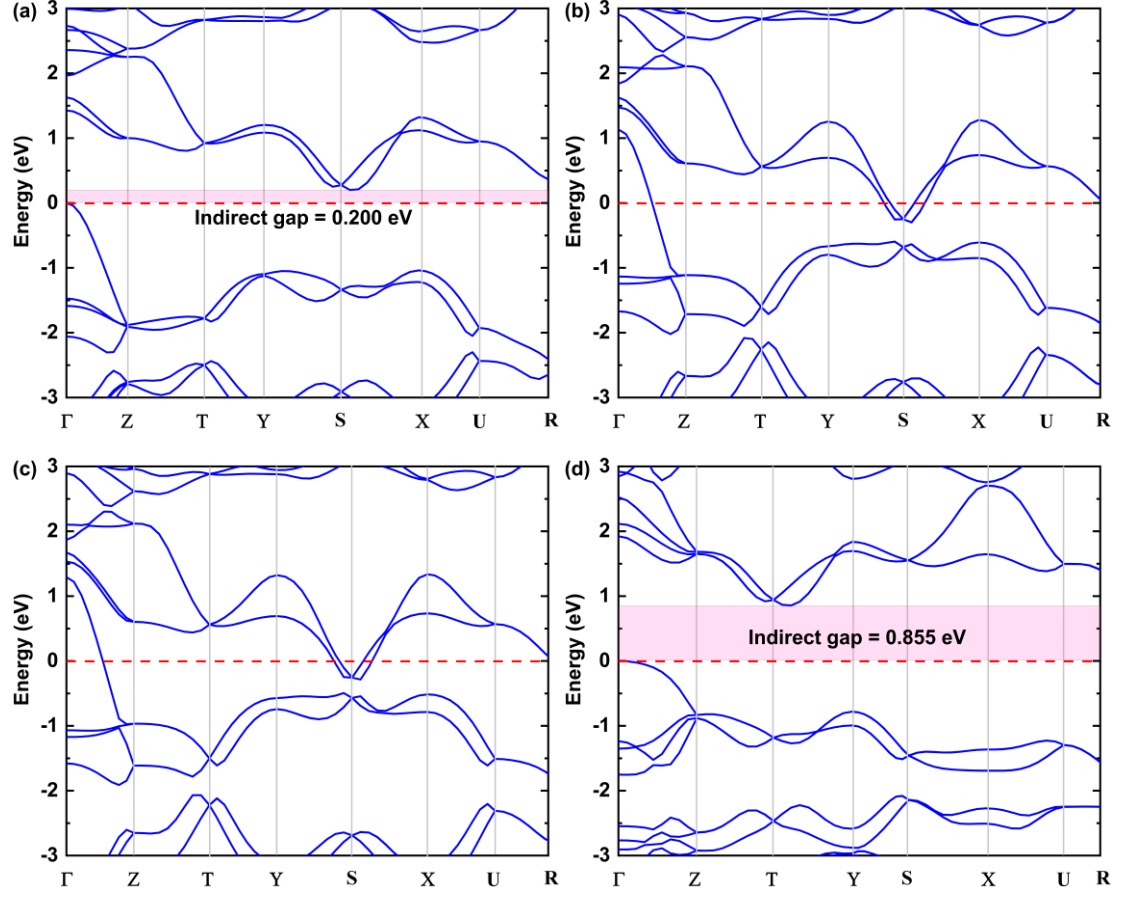 (a)
3
2
1
0
-1
-2
-3
Energy (eV)
Indirect gap = 0.200 eV
Γ Z T Y S X U R
(b)
3
2
1
0
-1
-2
-3
Energy (eV)
Γ Z T Y S X U R
(c)
3
2
1
0
-1
-2
-3
Energy (eV)
Γ Z T Y S X U R
(d)
3
2
1
0
-1
-2
-3
Energy (eV)
Indirect gap = 0.855 eV
Γ Z T Y S X U R